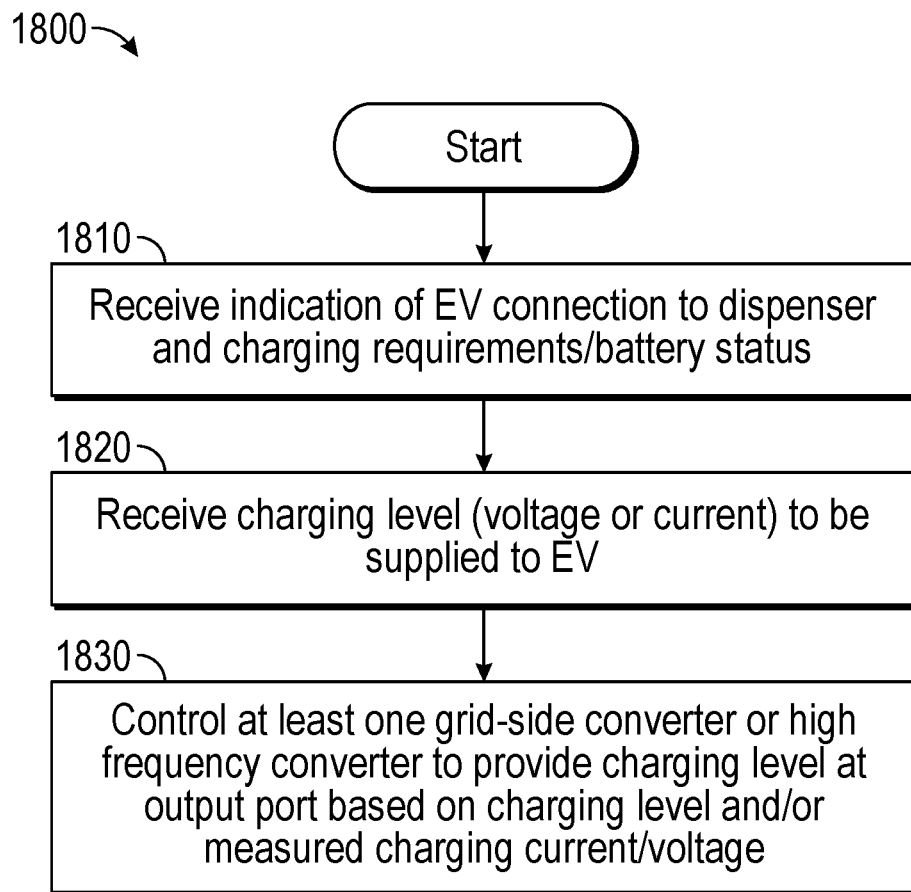 1800
Start
1810
Receive indication of EV connection to dispenser
and charging requirements/battery status
1820
Receive charging level (voltage or current) to be
supplied to EV
1830
Control at least one grid-side converter or high
frequency converter to provide charging level at
output port based on charging level and/or
measured charging current/voltage